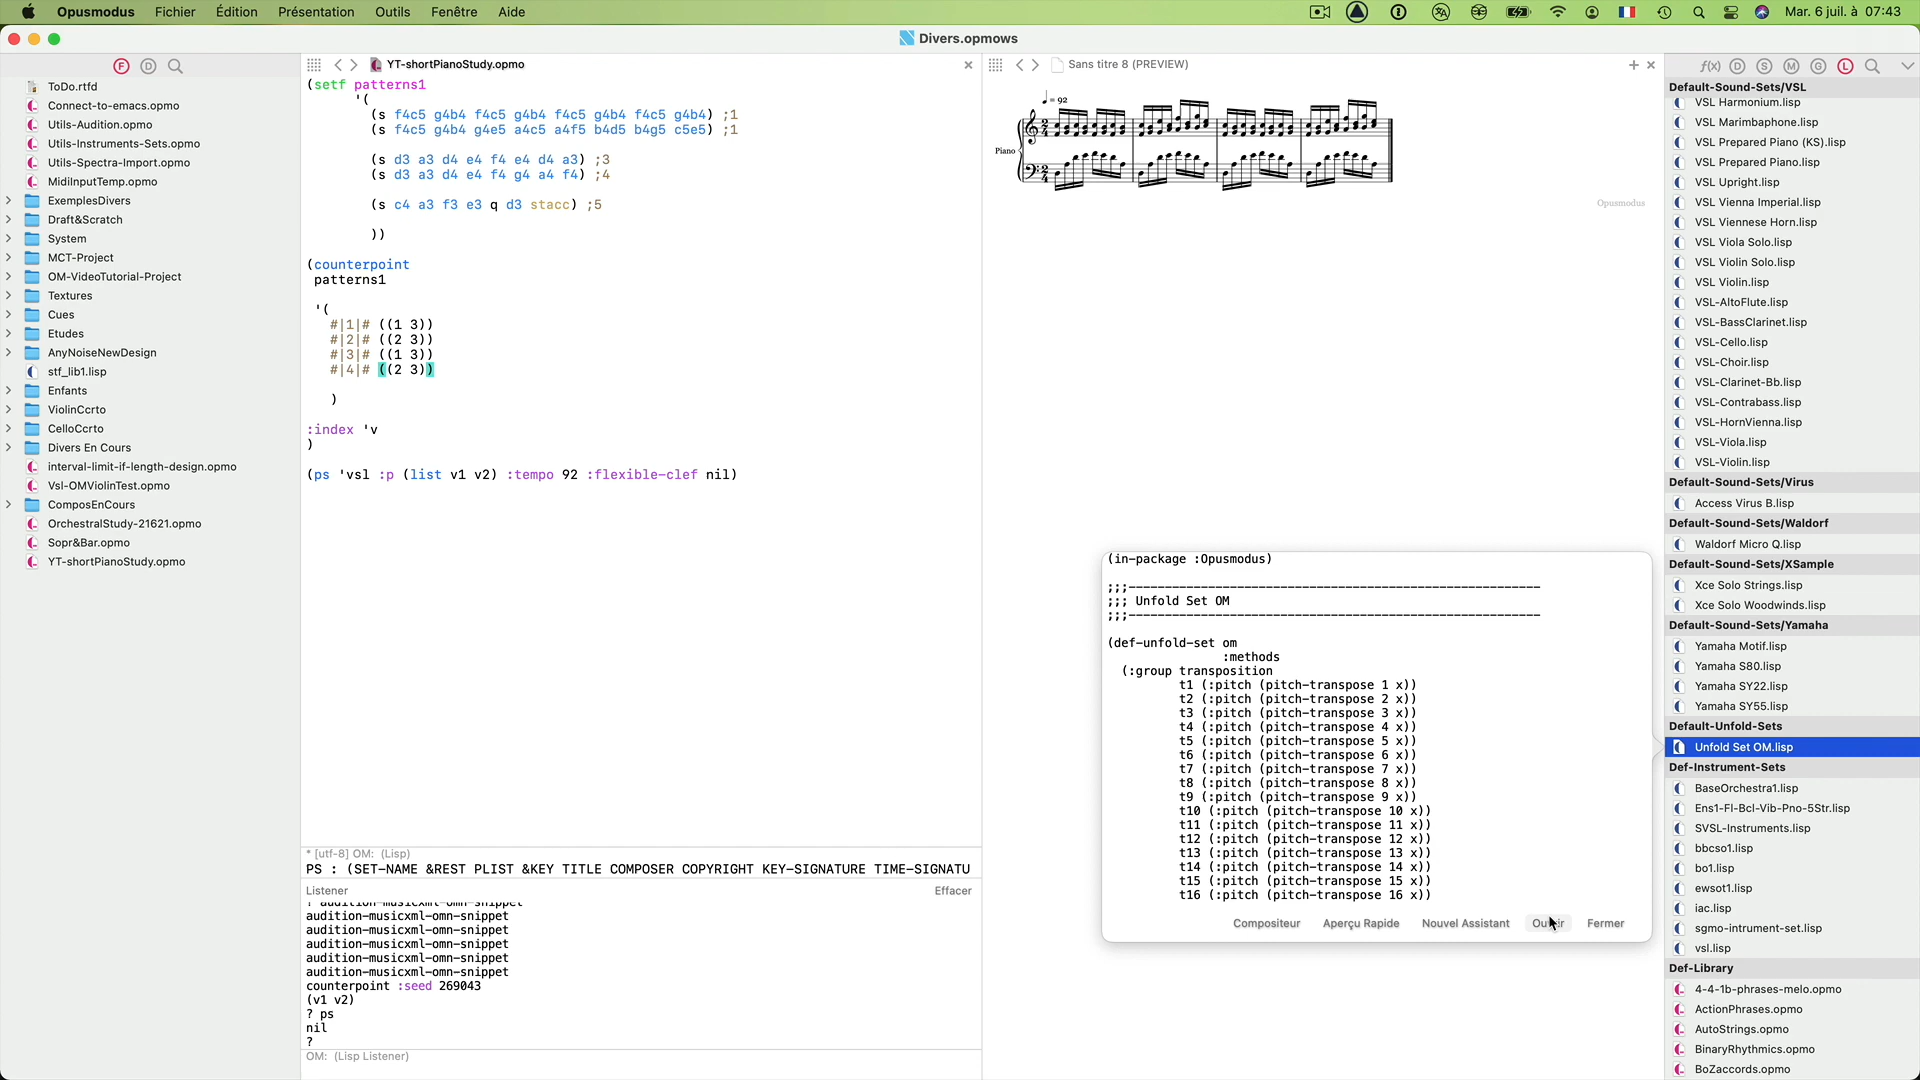 Opusmodus Fichier Édition Présentation Outils Fenêtre Aide
Mar. 6 juil. à 07:43
Divers.opmows
ToDo.rtfd
Connect-to-emacs.opmo
Utils-Audition.opmo
Utils-Instruments-Sets.opmo
Utils-Spectra-Import.opmo
MidiInputTemp.opmo
ExemplesDivers
Draft&Scratch
System
MCT-Project
OM-VideoTutorial-Project
Textures
Cues
Etudes
AnyNoiseNewDesign
stf_lib1.lisp
Enfants
ViolinCcrto
CelloCcrto
Divers En Cours
interval-limit-if-length-design.opmo
Vsl-OMViolinTest.opmo
ComposEnCours
OrchestralStudy-21621.opmo
Sopr&Bar.opmo
YT-shortPianoStudy.opmo
YT-shortPianoStudy.opmo
(setf patterns1
'(
(s f4c5 g4b4 f4c5 g4b4 f4c5 g4b4 f4c5 g4b4) ;1
(s f4c5 g4b4 g4e5 a4c5 a4f5 b4d5 b4g5 c5e5) ;1
(s d3 a3 d4 e4 f4 e4 d4 a3) ;3
(s d3 a3 d4 e4 f4 g4 a4 f4) ;4
(s c4 a3 f3 e3 q d3 stacc) ;5
))
(counterpoint
patterns1
'(
#|1|# ((1 3))
#|2|# ((2 3))
#|3|# ((1 3))
#|4|# ((2 3))
)
:index 'v
)
(ps 'vsl :p (list v1 v2) :tempo 92 :flexible-clef nil)
* [utf-8] OM: (Lisp)
PS : (SET-NAME &REST PLIST &KEY TITLE COMPOSER COPYRIGHT KEY-SIGNATURE TIME-SIGNATU
Listener Effacer
? audition-musicxml-omn-snippet
audition-musicxml-omn-snippet
audition-musicxml-omn-snippet
audition-musicxml-omn-snippet
audition-musicxml-omn-snippet
audition-musicxml-omn-snippet
counterpoint :seed 269043
(v1 v2)
? ps
nil
?
OM: (Lisp Listener)
Sans titre 8 (PREVIEW)
= 92
Piano
2
4
2
4
Opusmodus
(in-package :Opusmodus)
;;;----------------------------------------------------------
;;; Unfold Set OM
;;;----------------------------------------------------------
(def-unfold-set om
:methods
(:group transposition
t1 (:pitch (pitch-transpose 1 x))
t2 (:pitch (pitch-transpose 2 x))
t3 (:pitch (pitch-transpose 3 x))
t4 (:pitch (pitch-transpose 4 x))
t5 (:pitch (pitch-transpose 5 x))
t6 (:pitch (pitch-transpose 6 x))
t7 (:pitch (pitch-transpose 7 x))
t8 (:pitch (pitch-transpose 8 x))
t9 (:pitch (pitch-transpose 9 x))
t10 (:pitch (pitch-transpose 10 x))
t11 (:pitch (pitch-transpose 11 x))
t12 (:pitch (pitch-transpose 12 x))
t13 (:pitch (pitch-transpose 13 x))
t14 (:pitch (pitch-transpose 14 x))
t15 (:pitch (pitch-transpose 15 x))
t16 (:pitch (pitch-transpose 16 x))
Compositeur Aperçu Rapide Nouvel Assistant Ouvrir Fermer
f(x) D S M G L
Default-Sound-Sets/VSL
VSL Harmonium.lisp
VSL Marimbaphone.lisp
VSL Prepared Piano (KS).lisp
VSL Prepared Piano.lisp
VSL Upright.lisp
VSL Vienna Imperial.lisp
VSL Viennese Horn.lisp
VSL Viola Solo.lisp
VSL Violin Solo.lisp
VSL Violin.lisp
VSL-AltoFlute.lisp
VSL-BassClarinet.lisp
VSL-Cello.lisp
VSL-Choir.lisp
VSL-Clarinet-Bb.lisp
VSL-Contrabass.lisp
VSL-HornVienna.lisp
VSL-Viola.lisp
VSL-Violin.lisp
Default-Sound-Sets/Virus
Access Virus B.lisp
Default-Sound-Sets/Waldorf
Waldorf Micro Q.lisp
Default-Sound-Sets/XSample
Xce Solo Strings.lisp
Xce Solo Woodwinds.lisp
Default-Sound-Sets/Yamaha
Yamaha Motif.lisp
Yamaha S80.lisp
Yamaha SY22.lisp
Yamaha SY55.lisp
Default-Unfold-Sets
Unfold Set OM.lisp
Def-Instrument-Sets
BaseOrchestra1.lisp
Ens1-Fl-Bcl-Vib-Pno-5Str.lisp
SVSL-Instruments.lisp
bbcso1.lisp
bo1.lisp
ewsot1.lisp
iac.lisp
sgmo-intrument-set.lisp
vsl.lisp
Def-Library
4-4-1b-phrases-melo.opmo
ActionPhrases.opmo
AutoStrings.opmo
BinaryRhythmics.opmo
BoZaccords.opmo